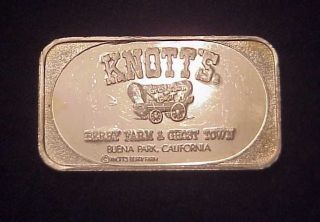 KNOTT'S
BERRY FARM & GHOST TOWN
BUENA PARK, CALIFORNIA
© KNOTT'S BERRY FARM